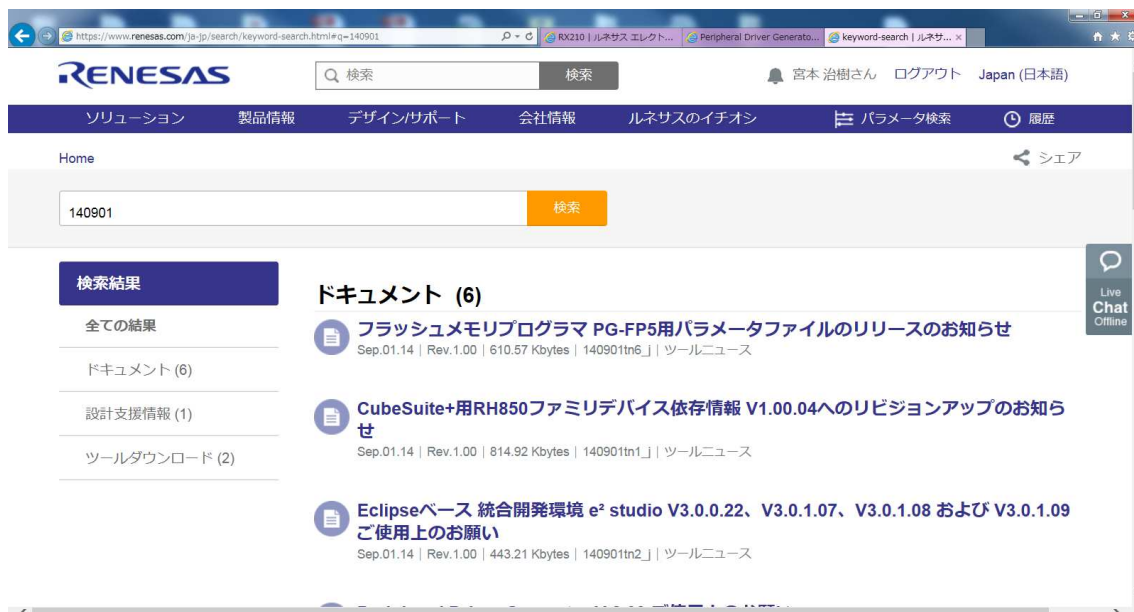 https://www.renesas.com/ja-jp/search/keyword-search.html#q=140901
RX210 | ルネサス エレクト...
Peripheral Driver Generato...
keyword-search | ルネサ...
RENESAS
検索
検索
宮本 治樹さん
ログアウト
Japan (日本語)
ソリューション
製品情報
デザイン/サポート
会社情報
ルネサスのイチオシ
パラメータ検索
履歴
Home
シェア
140901
検索
検索結果
全ての結果
ドキュメント (6)
設計支援情報 (1)
ツールダウンロード (2)
ドキュメント (6)
フラッシュメモリプログラマ PG-FP5用パラメータファイルのリリースのお知らせ
Sep.01.14 | Rev.1.00 | 610.57 Kbytes | 140901tn6_j | ツールニュース
CubeSuite+用RH850ファミリデバイス依存情報 V1.00.04へのリビジョンアップのお知ら
せ
Sep.01.14 | Rev.1.00 | 814.92 Kbytes | 140901tn1_j | ツールニュース
Eclipseベース 統合開発環境 e² studio V3.0.0.22、V3.0.1.07、V3.0.1.08 および V3.0.1.09
ご使用上のお願い
Sep.01.14 | Rev.1.00 | 443.21 Kbytes | 140901tn2_j | ツールニュース
Live
Chat
Offline